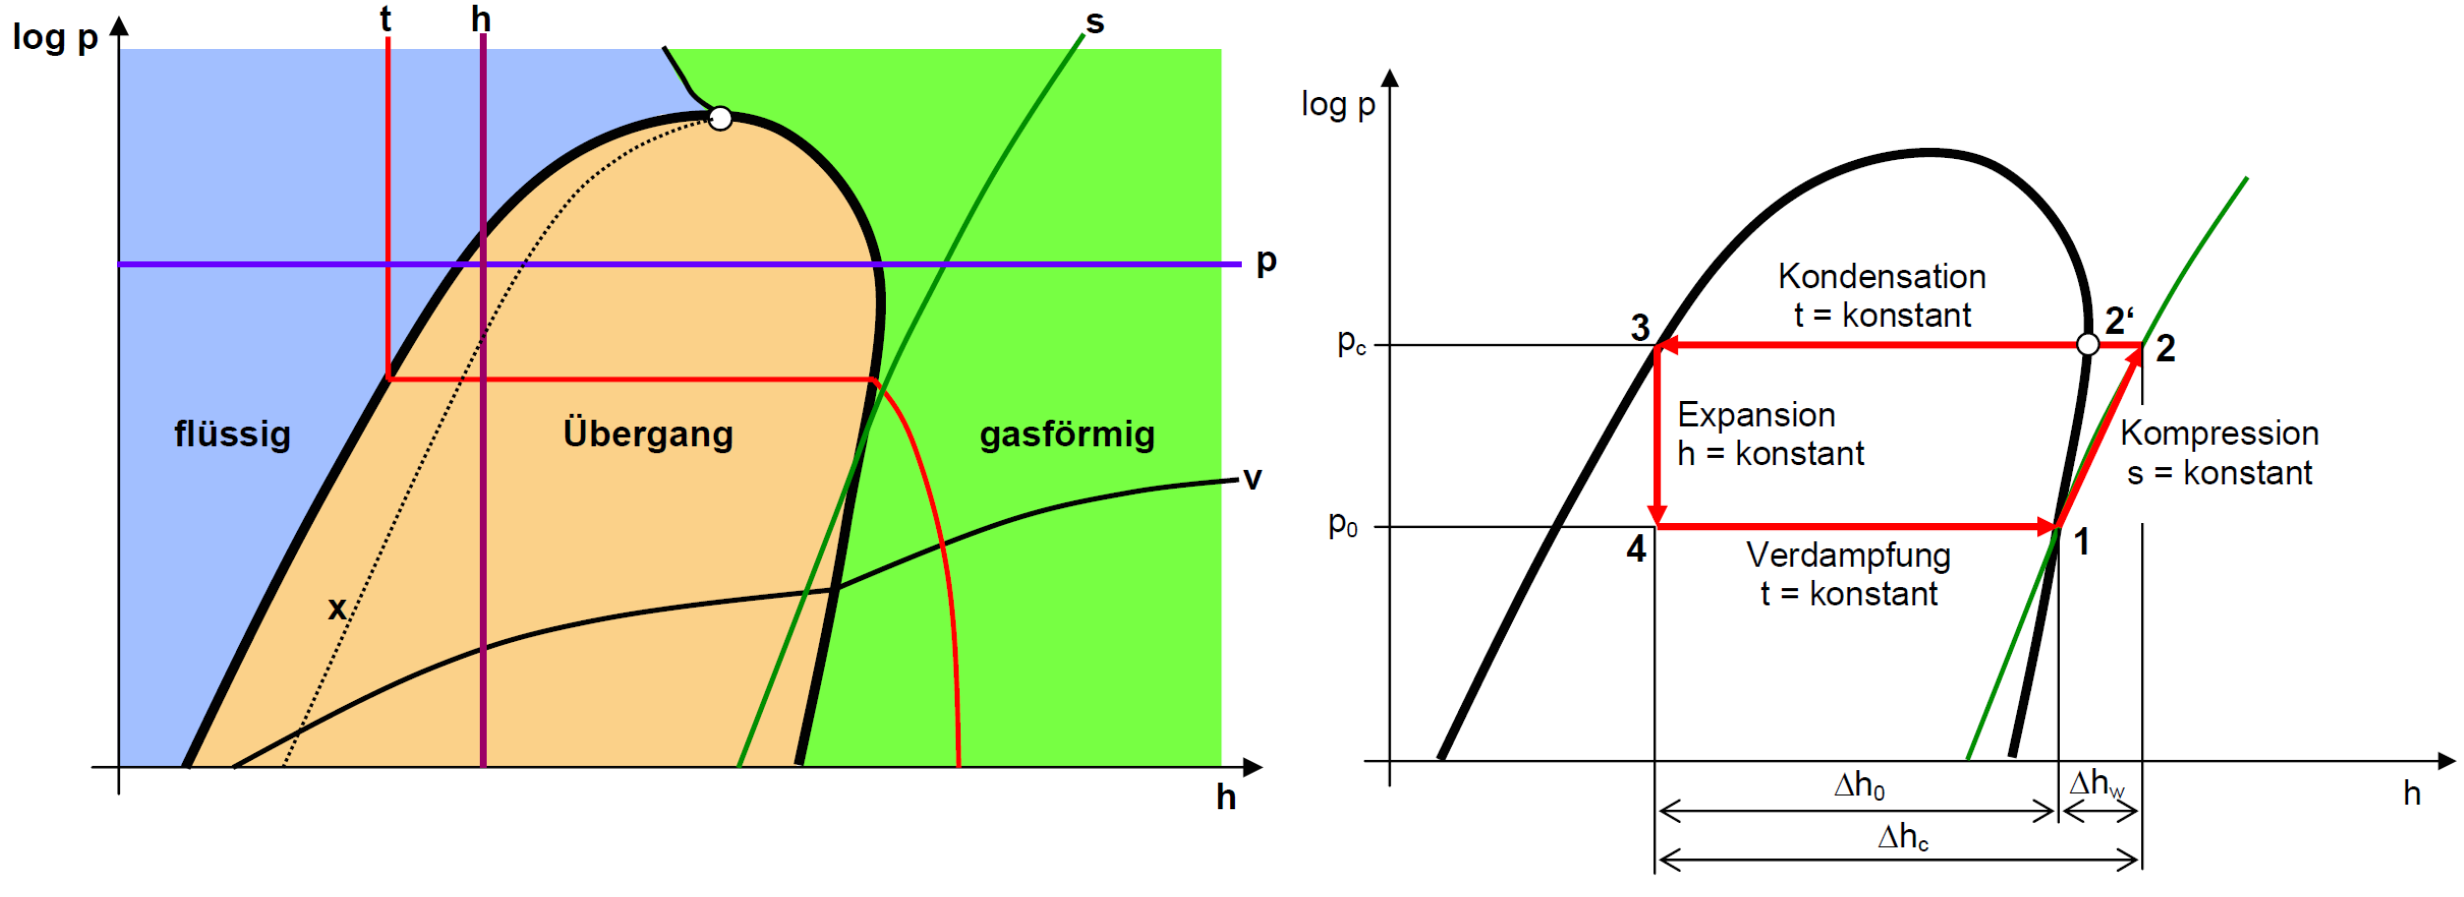 log p
t
h
s
p
flüssig
Übergang
gasförmig
v
x
h
log p
Kondensation
t = konstant
3
2‘
2
pc
Expansion
h = konstant
Kompression
s = konstant
p0
4
1
Verdampfung
t = konstant
Δh0
Δhw
h
Δhc